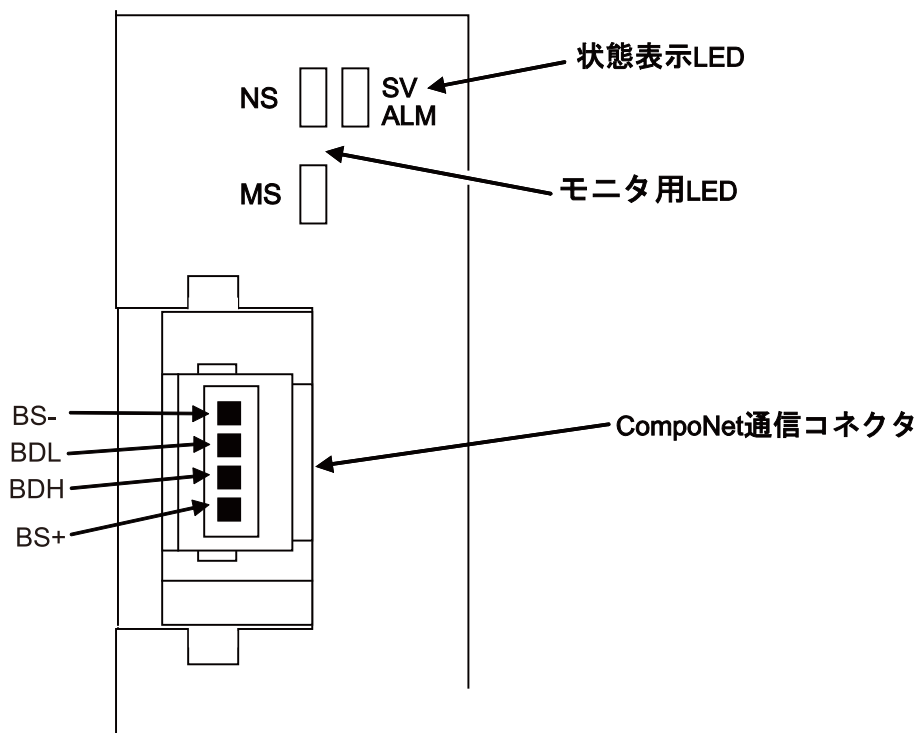 状態表示LED
NS
SV
ALM
MS
モニタ用LED
BS-
BDL
BDH
BS+
CompoNet通信コネクタ